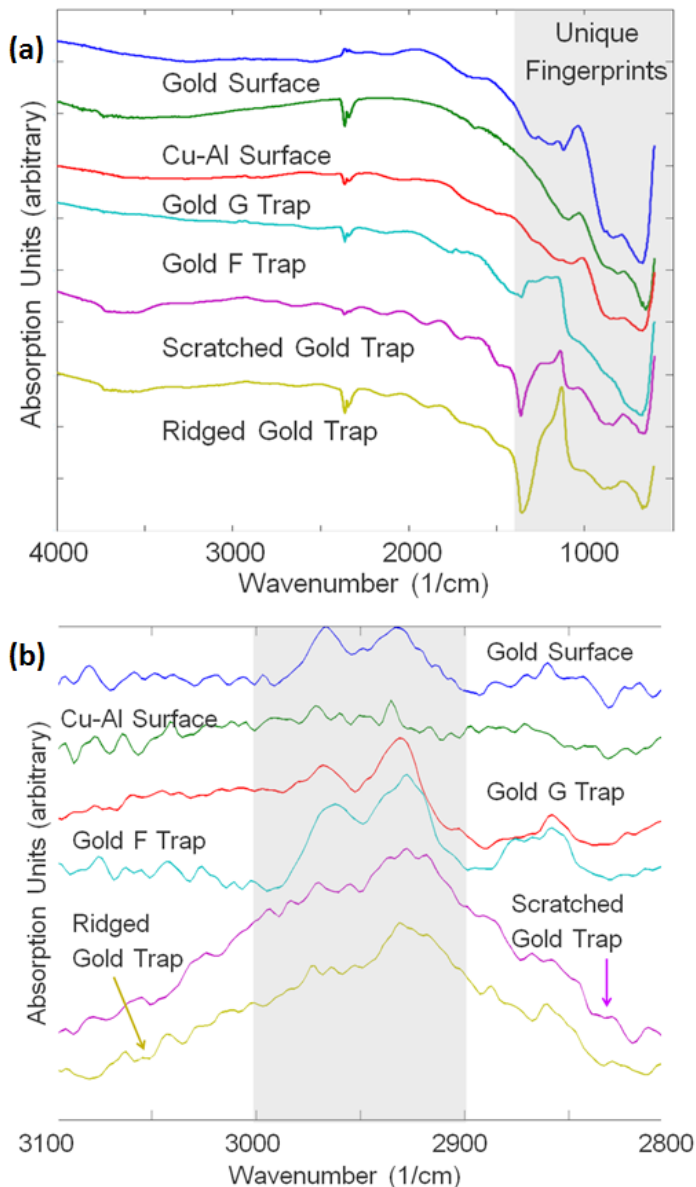 (a)
Unique
Fingerprints
Gold Surface
Cu-Al Surface
Gold G Trap
Gold F Trap
Scratched Gold Trap
Ridged Gold Trap
Absorption Units (arbitrary)
4000 3000 2000 1000
Wavenumber (1/cm)
(b)
Gold Surface
Cu-Al Surface
Gold G Trap
Gold F Trap
Ridged
Gold Trap
Scratched
Gold Trap
Absorption Units (arbitrary)
3100 3000 2900 2800
Wavenumber (1/cm)